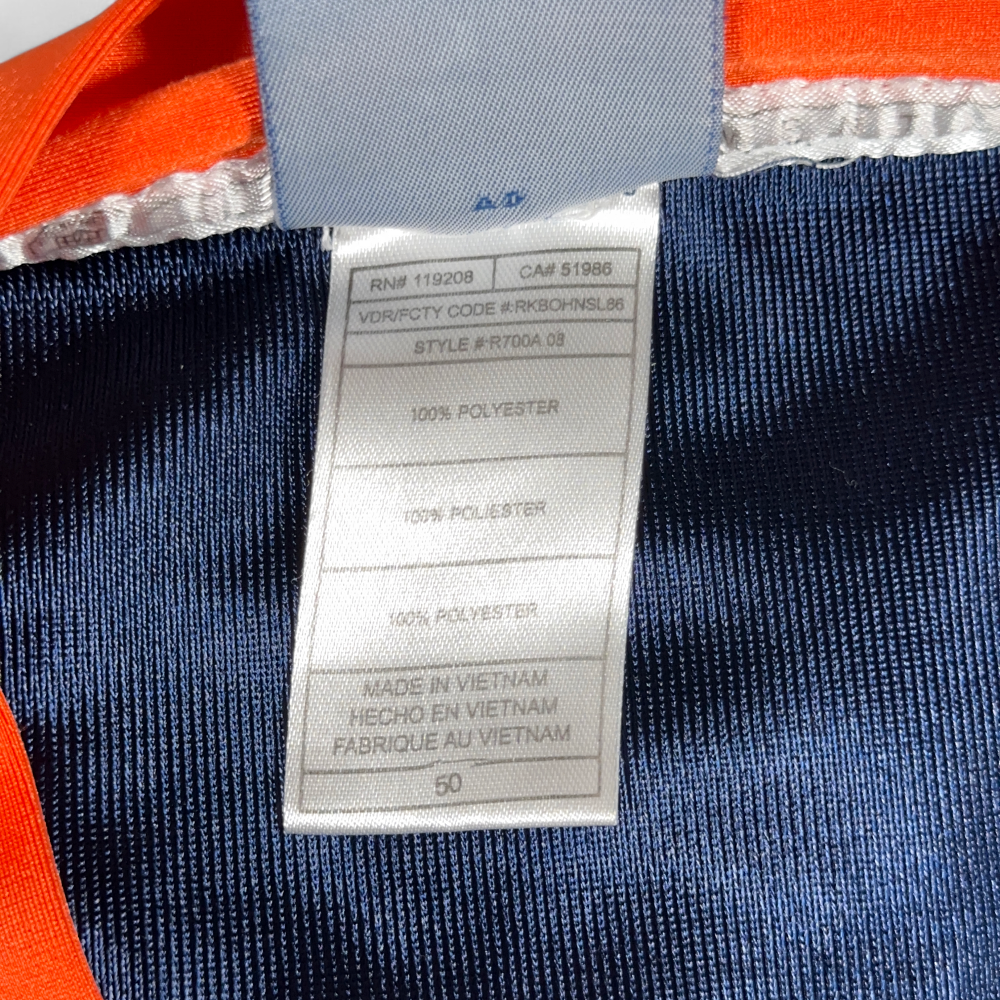 RN# 119208 CA# 51986
VDR/FCTY CODE #:RKBOHNSL86
STYLE #:R700A 08
100% POLYESTER
100% POLIESTER
100% POLYESTER
MADE IN VIETNAM
HECHO EN VIETNAM
FABRIQUE AU VIETNAM
50